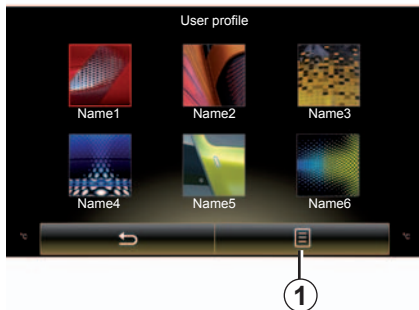 User profile
Name1 Name2 Name3
Name4 Name5 Name6
°C °C
1